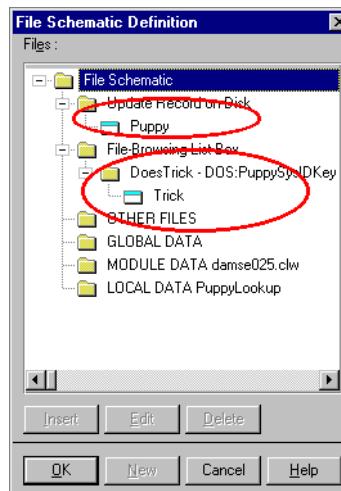 File Schematic Definition
Files :
File Schematic
Update Record on Disk
Puppy
File-Browsing List Box
DoesTrick - DOS:PuppySysIDKey
Trick
OTHER FILES
GLOBAL DATA
MODULE DATA damse025.clw
LOCAL DATA PuppyLookup
Insert Edit Delete
OK New Cancel Help